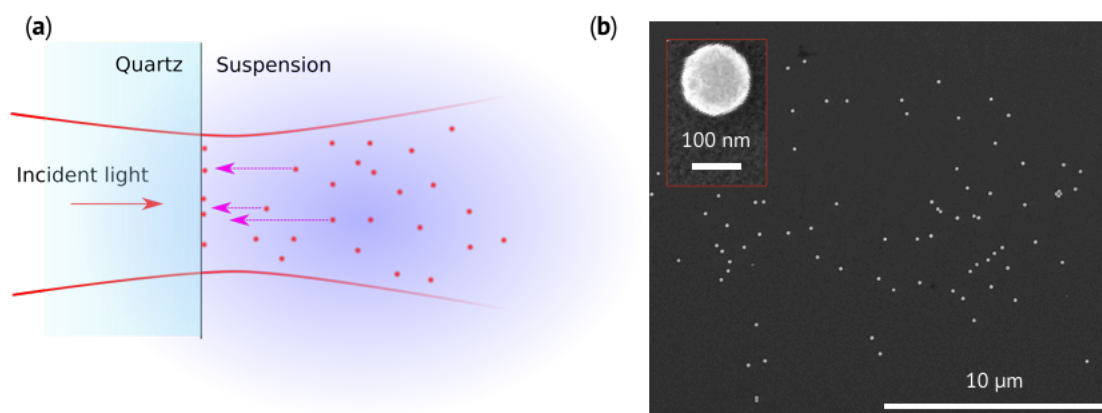 (a)
Quartz
Suspension
Incident light
(b)
100 nm
10 µm